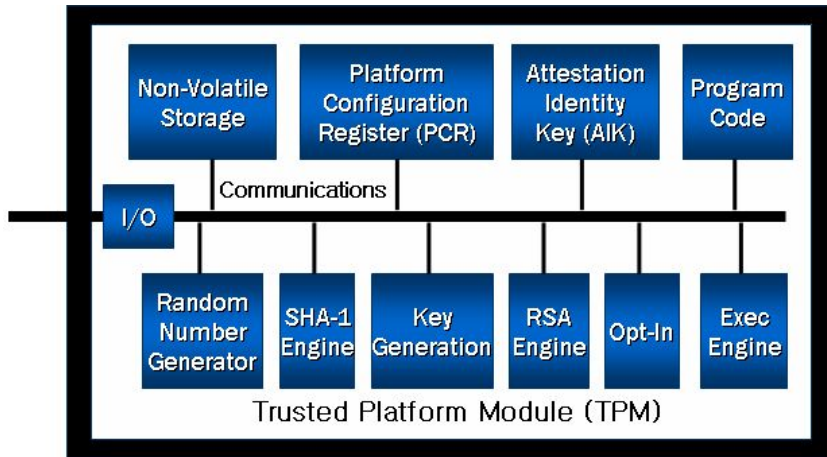 Non-Volatile
Storage
Platform
Configuration
Register (PCR)
Attestation
Identity
Key (AIK)
Program
Code
Communications
I/O
Random
Number
Generator
SHA-1
Engine
Key
Generation
RSA
Engine
Opt-In
Exec
Engine
Trusted Platform Module (TPM)